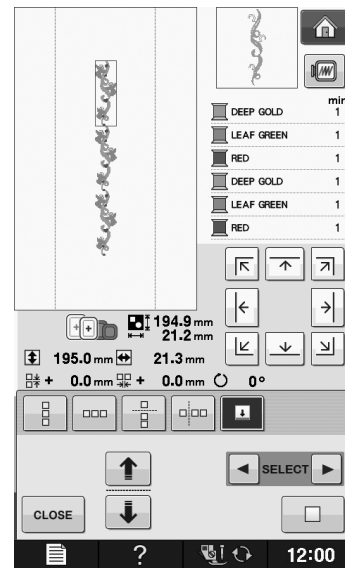 min
DEEP GOLD 1
LEAF GREEN 1
RED 1
DEEP GOLD 1
LEAF GREEN 1
RED 1
194.9 mm
21.2 mm
195.0 mm 21.3 mm
+ 0.0 mm + 0.0 mm 0°
SELECT
CLOSE
? 12:00